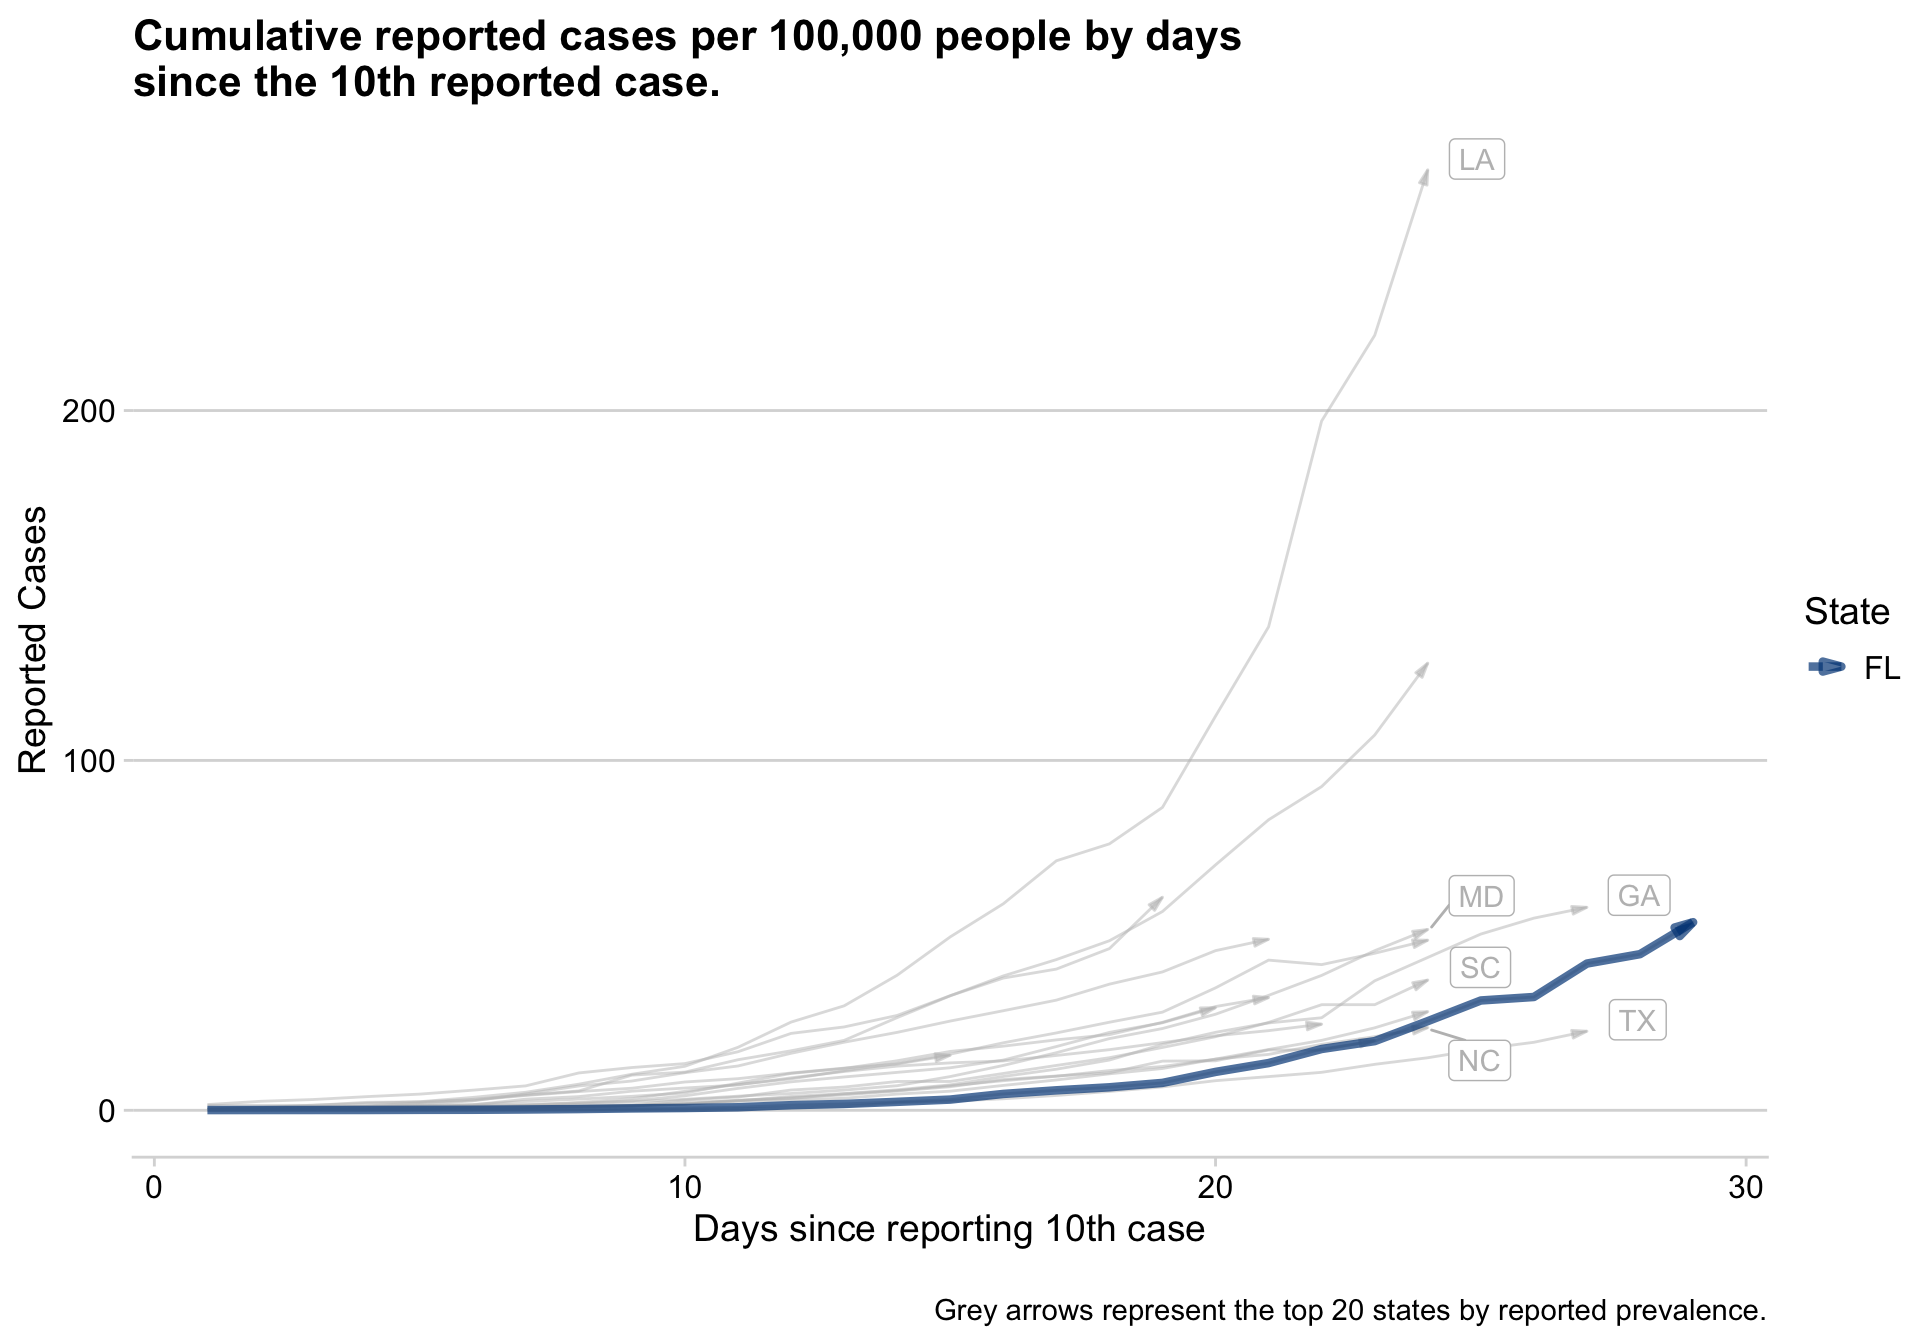 Cumulative reported cases per 100,000 people by days
since the 10th reported case.
LA
200
Reported Cases
State
FL
100
MD
GA
SC
TX
NC
0
0
10
20
30
Days since reporting 10th case
Grey arrows represent the top 20 states by reported prevalence.